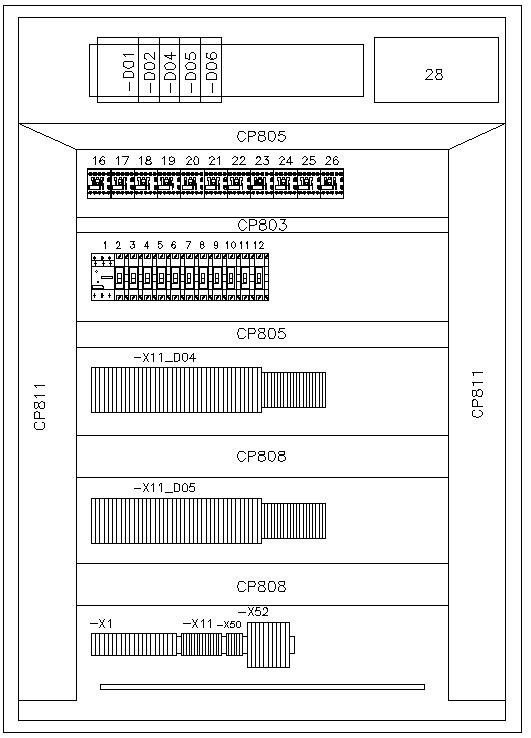 -D01 -D02 -D04 -D05 -D06
28
CP805
16 17 18 19 20 21 22 23 24 25 26
CP803
1 2 3 4 5 6 7 8 9 10 11 12
CP805
-X11_D04
CP811
CP811
CP808
-X11_D05
CP808
-X52
-X1 -X11 -X50